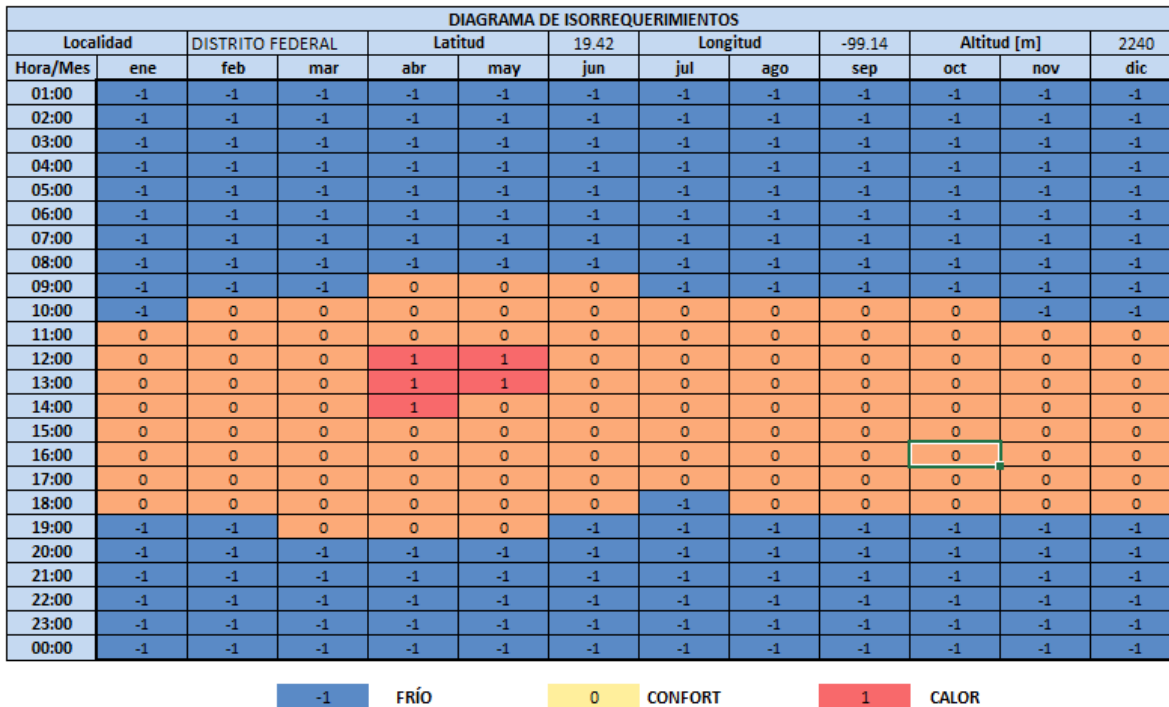 DIAGRAMA DE ISORREQUERIMIENTOS
Localidad DISTRITO FEDERAL Latitud 19.42 Longitud -99.14 Altitud [m] 2240
Hora/Mes ene feb mar abr may jun jul ago sep oct nov dic
01:00 -1 -1 -1 -1 -1 -1 -1 -1 -1 -1 -1 -1
02:00 -1 -1 -1 -1 -1 -1 -1 -1 -1 -1 -1 -1
03:00 -1 -1 -1 -1 -1 -1 -1 -1 -1 -1 -1 -1
04:00 -1 -1 -1 -1 -1 -1 -1 -1 -1 -1 -1 -1
05:00 -1 -1 -1 -1 -1 -1 -1 -1 -1 -1 -1 -1
06:00 -1 -1 -1 -1 -1 -1 -1 -1 -1 -1 -1 -1
07:00 -1 -1 -1 -1 -1 -1 -1 -1 -1 -1 -1 -1
08:00 -1 -1 -1 -1 -1 -1 -1 -1 -1 -1 -1 -1
09:00 -1 -1 -1 0 0 0 -1 -1 -1 -1 -1 -1
10:00 -1 0 0 0 0 0 0 0 0 0 -1 -1
11:00 0 0 0 0 0 0 0 0 0 0 0 0
12:00 0 0 0 1 1 0 0 0 0 0 0 0
13:00 0 0 0 1 1 0 0 0 0 0 0 0
14:00 0 0 0 1 0 0 0 0 0 0 0 0
15:00 0 0 0 0 0 0 0 0 0 0 0 0
16:00 0 0 0 0 0 0 0 0 0 0 0 0
17:00 0 0 0 0 0 0 0 0 0 0 0 0
18:00 0 0 0 0 0 0 -1 0 0 0 0 0
19:00 -1 -1 0 0 0 -1 -1 -1 -1 -1 -1 -1
20:00 -1 -1 -1 -1 -1 -1 -1 -1 -1 -1 -1 -1
21:00 -1 -1 -1 -1 -1 -1 -1 -1 -1 -1 -1 -1
22:00 -1 -1 -1 -1 -1 -1 -1 -1 -1 -1 -1 -1
23:00 -1 -1 -1 -1 -1 -1 -1 -1 -1 -1 -1 -1
00:00 -1 -1 -1 -1 -1 -1 -1 -1 -1 -1 -1 -1
-1 FRÍO 0 CONFORT 1 CALOR